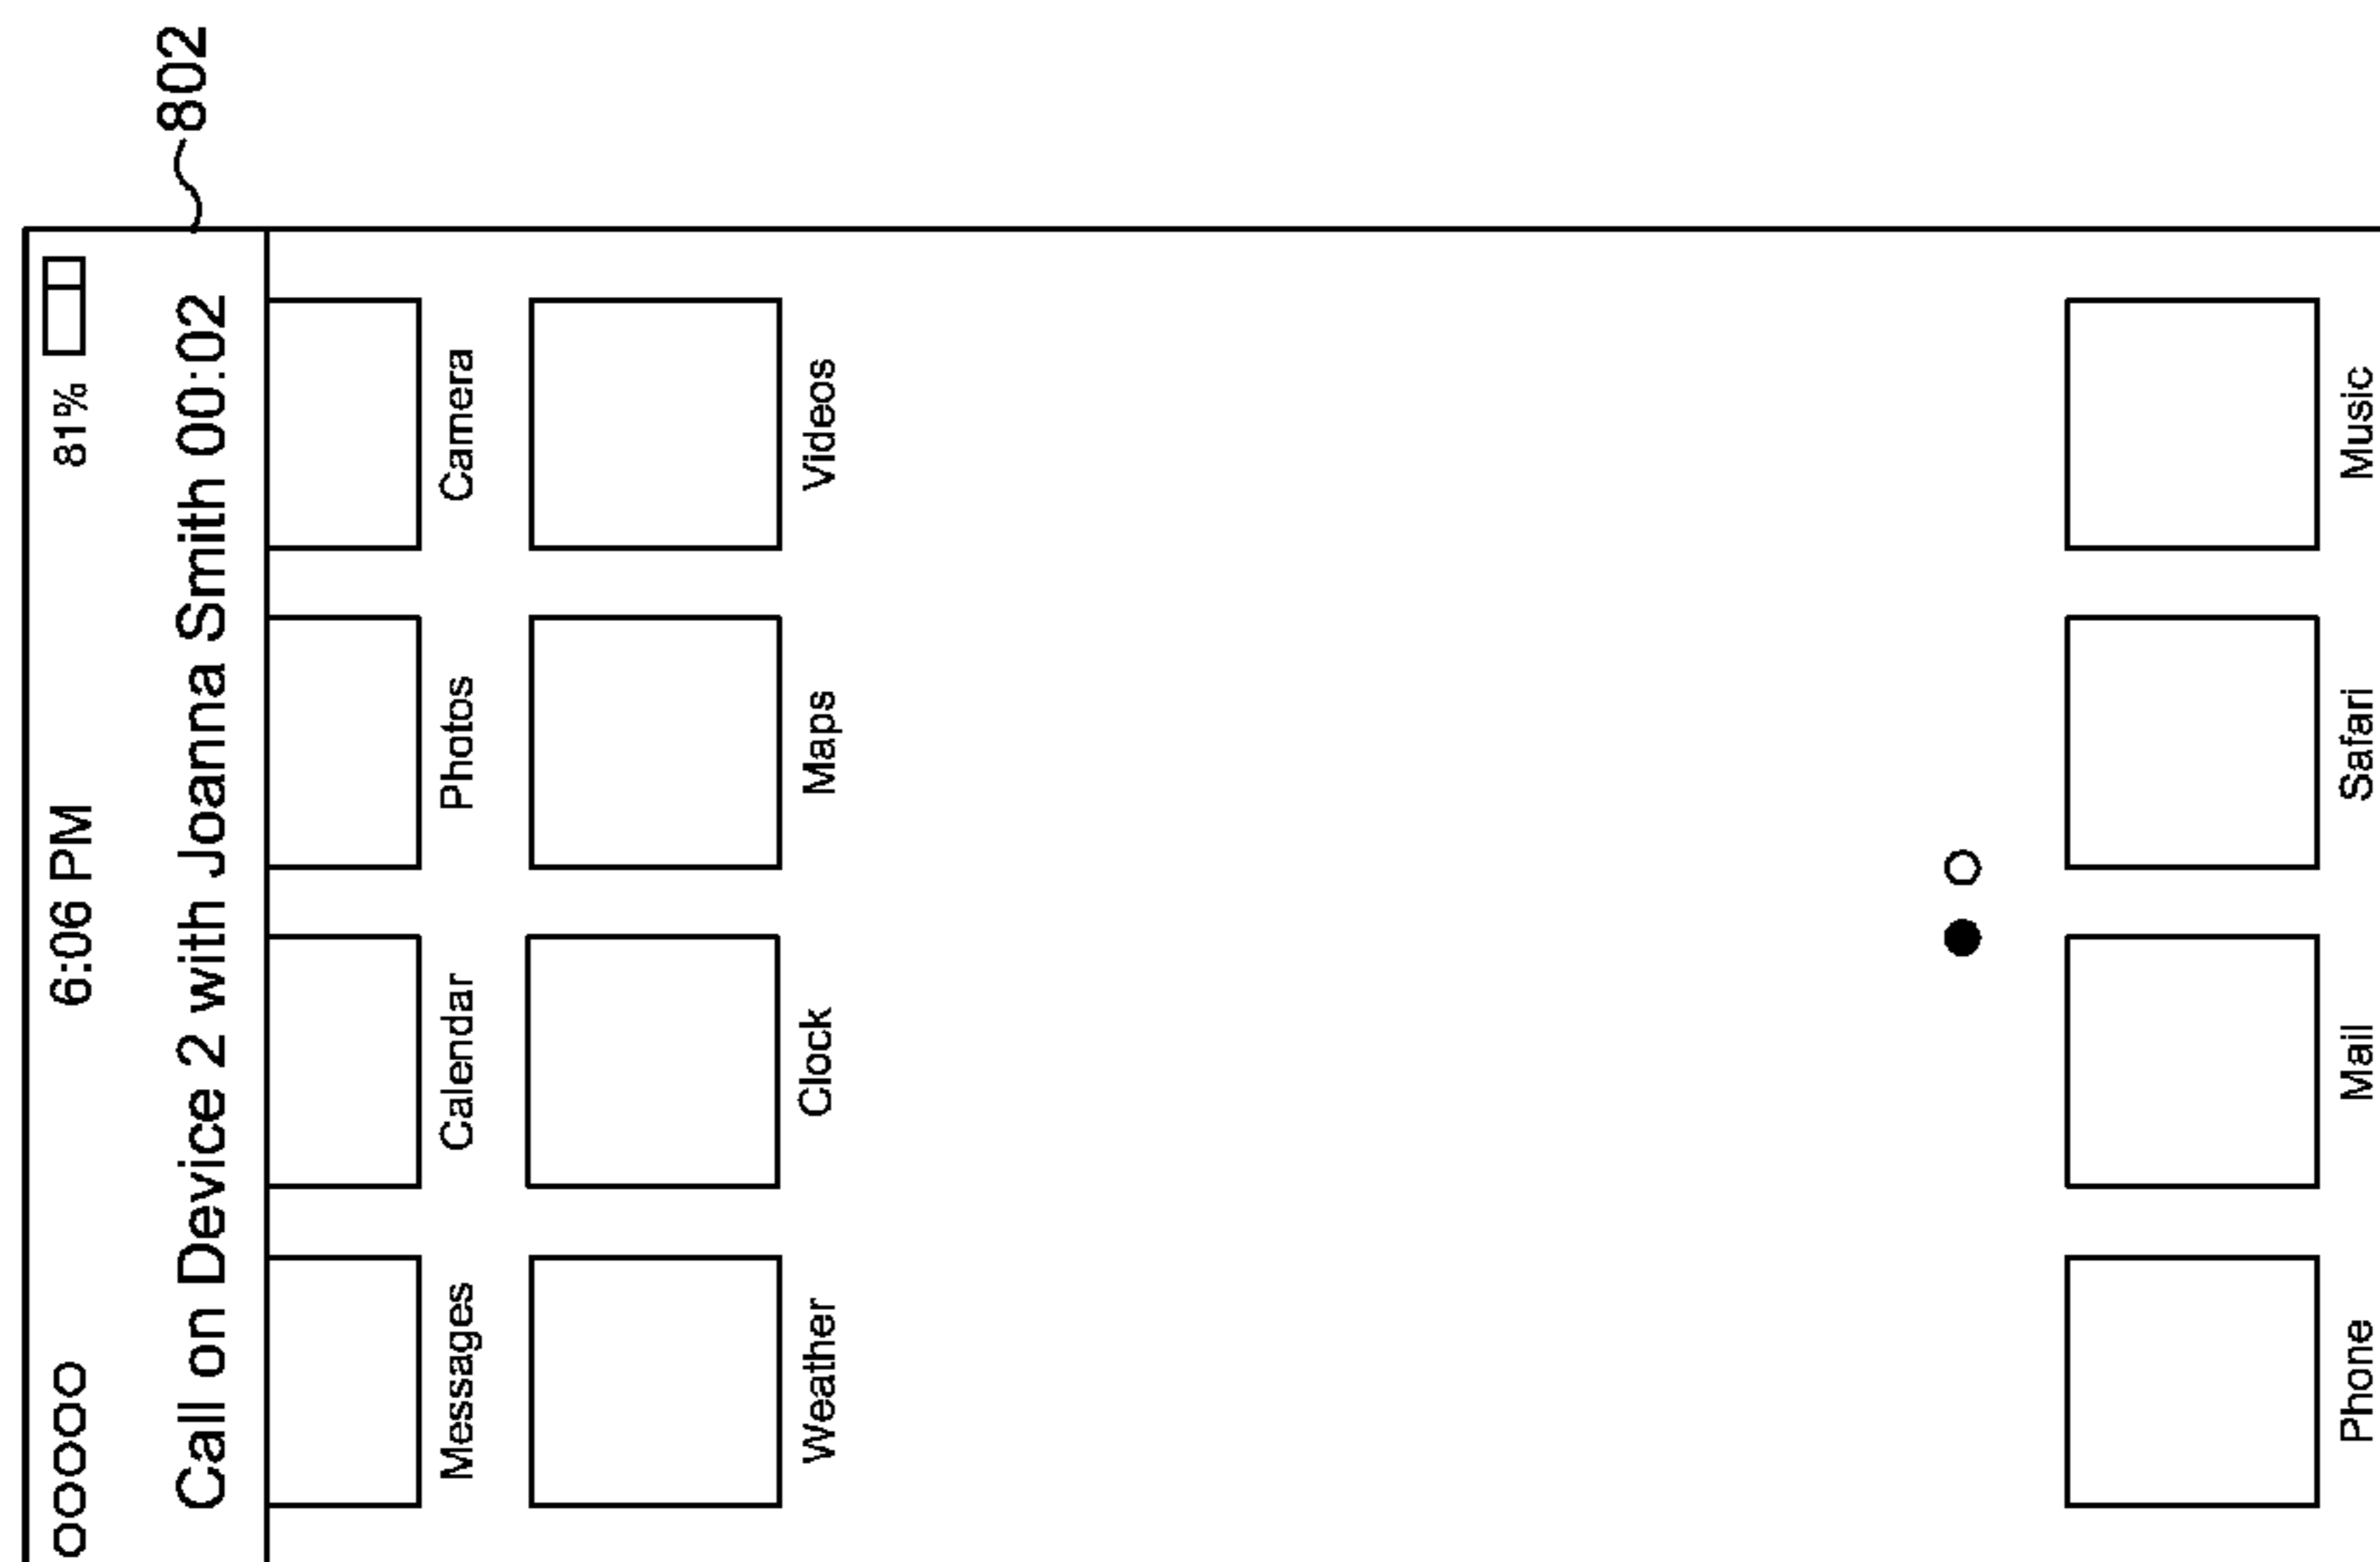 802
6:06 PM 81%
Call on Device 2 with Joanna Smith 00:02
Messages Calendar Photos Camera
Weather Clock Maps Videos
Phone Mail Safari Music